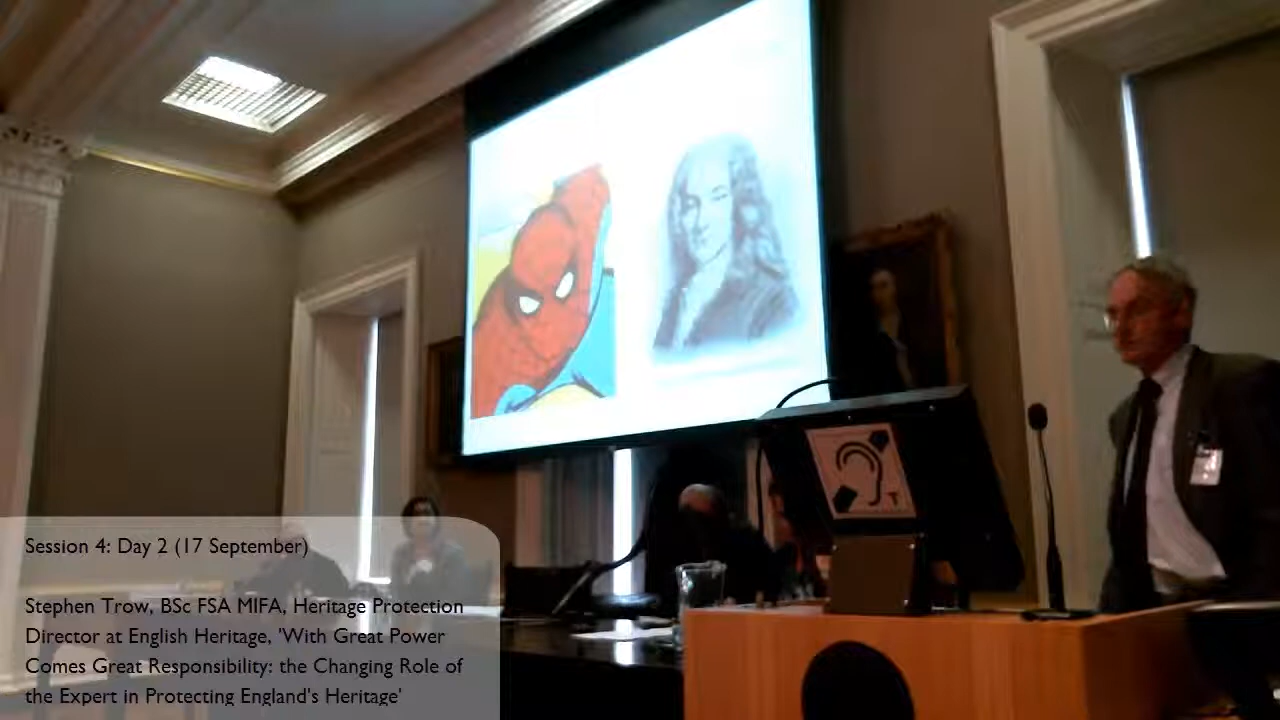 Session 4: Day 2 (17 September)
Stephen Trow, BSc FSA MIFA, Heritage Protection
Director at English Heritage, 'With Great Power
Comes Great Responsibility: the Changing Role of
the Expert in Protecting England's Heritage'
T